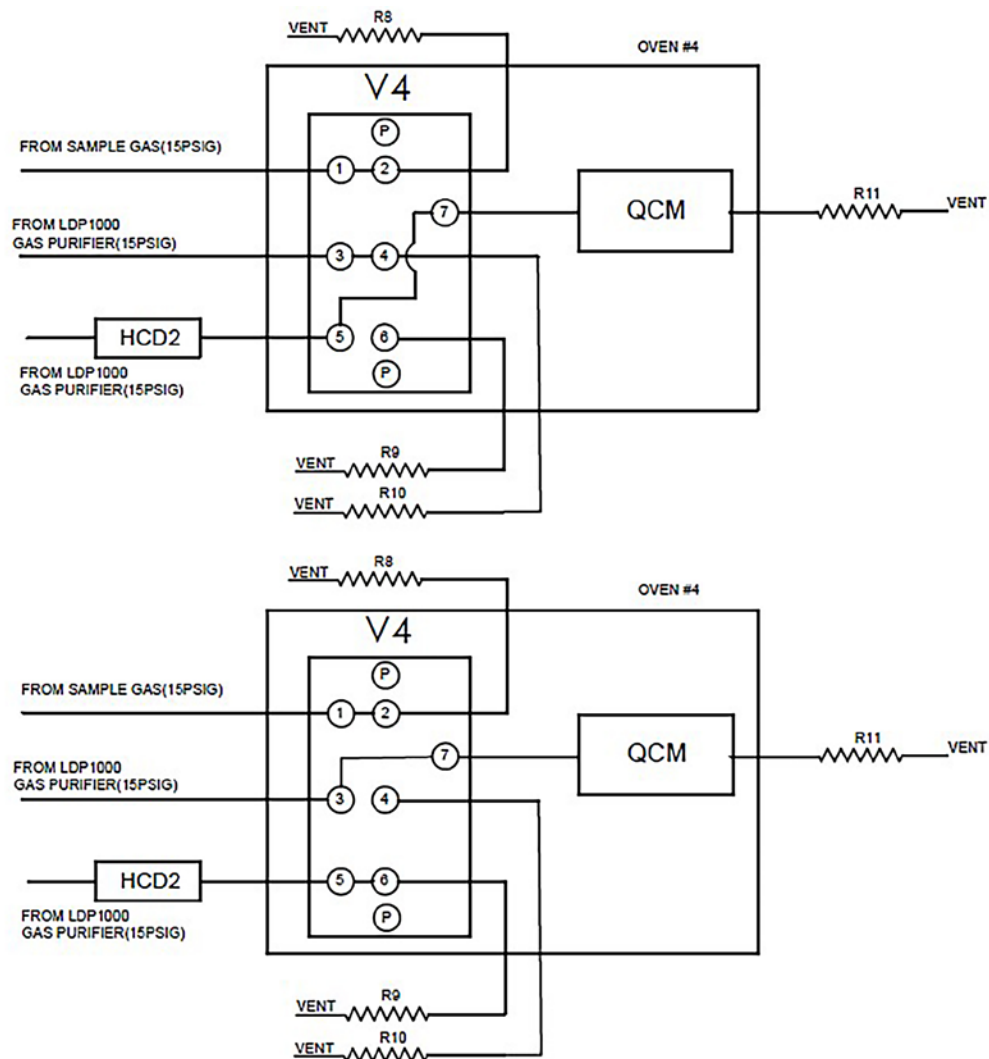 VENT R8
OVEN #4
V4
P
FROM SAMPLE GAS(15PSIG)
1 2
FROM LDP1000
GAS PURIFIER(15PSIG)
7
QCM
R11
VENT
3 4
HCD2
5 6
FROM LDP1000
GAS PURIFIER(15PSIG)
P
VENT R9
VENT R10
VENT R8
OVEN #4
V4
P
FROM SAMPLE GAS(15PSIG)
1 2
FROM LDP1000
GAS PURIFIER(15PSIG)
7
QCM
R11
VENT
3 4
HCD2
5 6
FROM LDP1000
GAS PURIFIER(15PSIG)
P
VENT R9
VENT R10